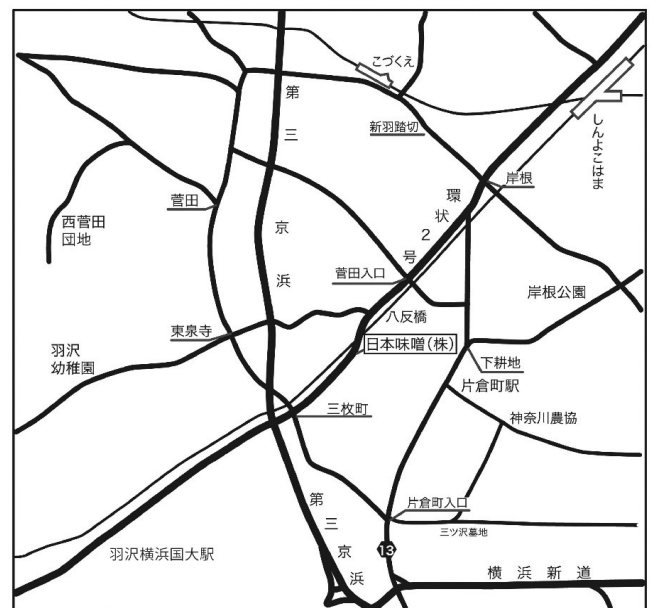 こづくえ
第三
新羽踏切
しんよこはま
岸根
環状2号
菅田
西菅田
団地
京浜
菅田入口
岸根公園
八反橋
東泉寺
日本味噌(株)
羽沢
幼稚園
下耕地
片倉町駅
三枚町
神奈川農協
第三京浜
片倉町入口
三ツ沢墓地
羽沢横浜国大駅
13
横浜新道